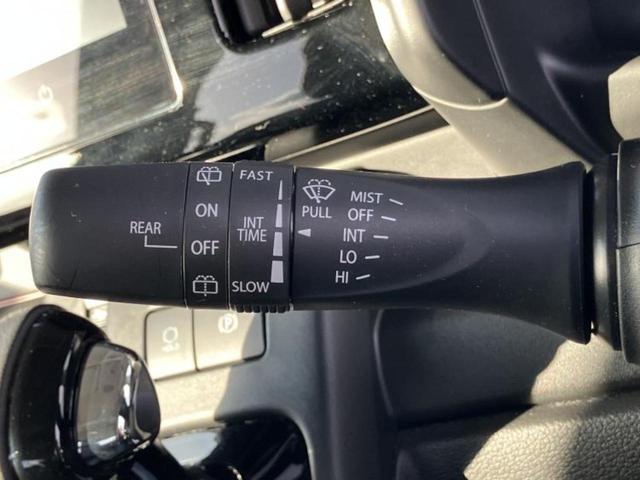 REAR
ON
OFF
FAST
INT
TIME
SLOW
PULL
MIST
OFF
INT
LO
HI